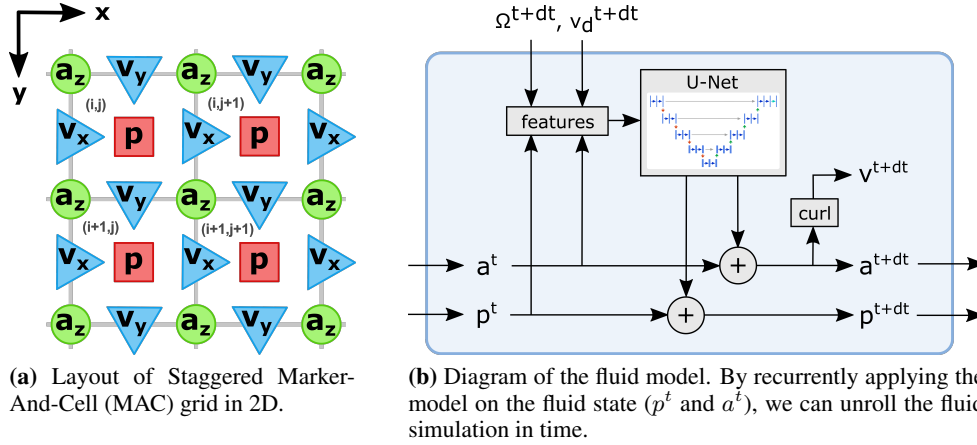 x
y
a_z v_y a_z v_y a_z
(i,j) (i,j+1)
v_x p v_x p v_x
a_z v_y a_z v_y a_z
(i+1,j) (i+1,j+1)
v_x p v_x p v_x
a_z v_y a_z v_y a_z
(a) Layout of Staggered Marker-
And-Cell (MAC) grid in 2D.
Ω^{t+dt}, v_d^{t+dt}
U-Net
features
v^{t+dt}
curl
a^t + a^{t+dt}
p^t + p^{t+dt}
(b) Diagram of the fluid model. By recurrently applying the
model on the fluid state (p^t and a^t), we can unroll the fluid
simulation in time.